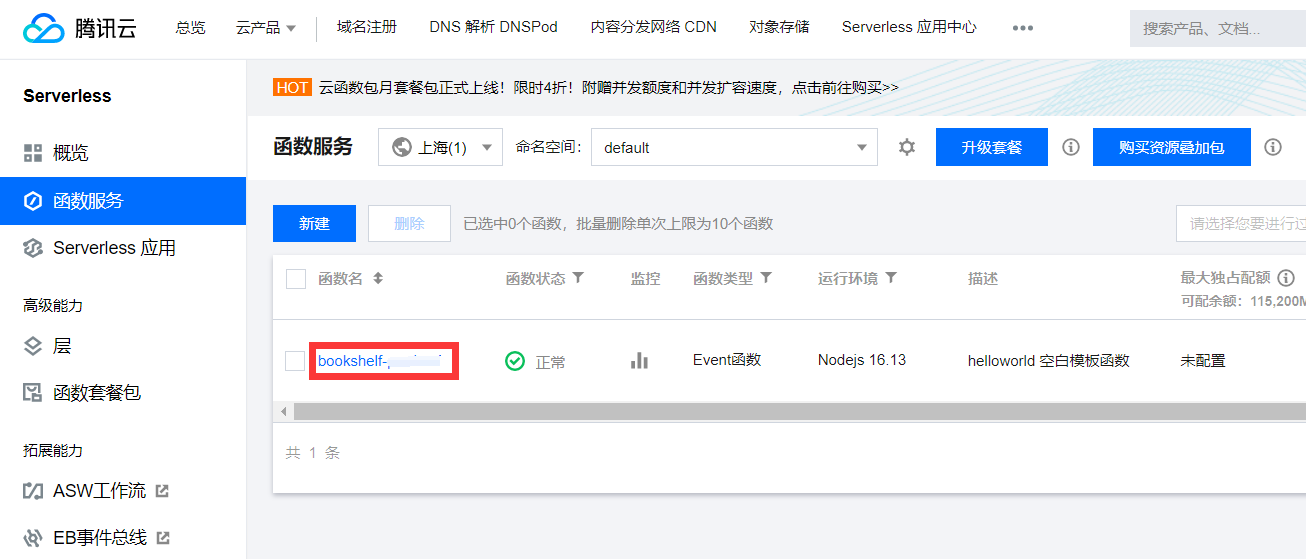 腾讯云 总览 云产品 域名注册 DNS 解析 DNSPod 内容分发网络 CDN 对象存储 Serverless 应用中心 ••• 搜索产品、文档...
Serverless
概览
函数服务
Serverless 应用
高级能力
层
函数套餐包
拓展能力
ASW工作流
EB事件总线
HOT 云函数包月套餐包正式上线！限时4折！附赠并发额度和并发扩容速度，点击前往购买>>
函数服务 上海(1) 命名空间： default 升级套餐 购买资源叠加包
新建 删除 已选中0个函数，批量删除单次上限为10个函数 请选择您要进行过
函数名 函数状态 监控 函数类型 运行环境 描述 最大独占配额
可配余额：115,200M
bookshelf- 正常 Event函数 Nodejs 16.13 helloworld 空白模板函数 未配置
共 1 条